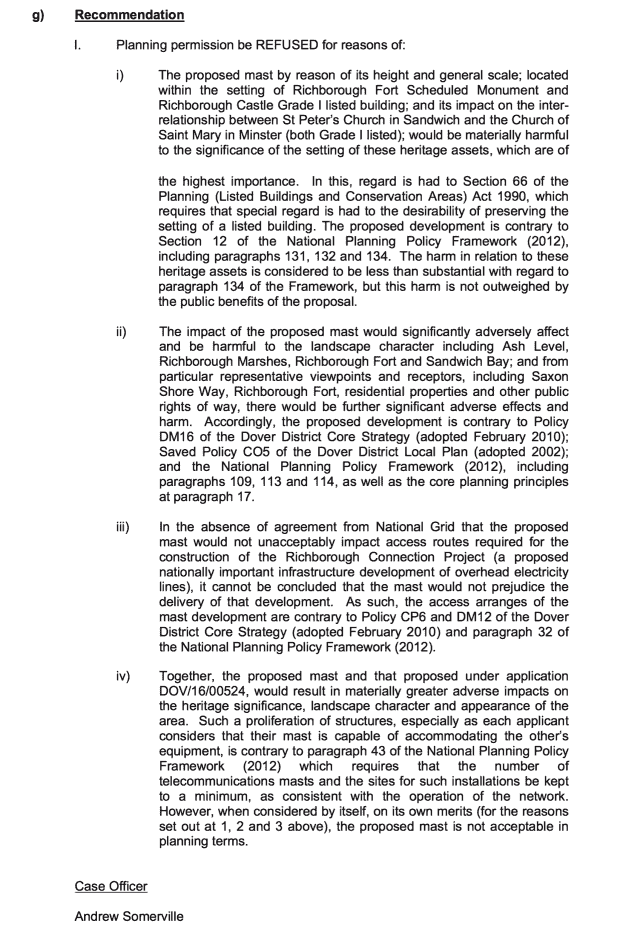 g) Recommendation
I. Planning permission be REFUSED for reasons of:
i) The proposed mast by reason of its height and general scale; located
within the setting of Richborough Fort Scheduled Monument and
Richborough Castle Grade I listed building; and its impact on the inter-
relationship between St Peter's Church in Sandwich and the Church of
Saint Mary in Minster (both Grade I listed); would be materially harmful
to the significance of the setting of these heritage assets, which are of
the highest importance. In this, regard is had to Section 66 of the
Planning (Listed Buildings and Conservation Areas) Act 1990, which
requires that special regard is had to the desirability of preserving the
setting of a listed building. The proposed development is contrary to
Section 12 of the National Planning Policy Framework (2012),
including paragraphs 131, 132 and 134. The harm in relation to these
heritage assets is considered to be less than substantial with regard to
paragraph 134 of the Framework, but this harm is not outweighed by
the public benefits of the proposal.
ii) The impact of the proposed mast would significantly adversely affect
and be harmful to the landscape character including Ash Level,
Richborough Marshes, Richborough Fort and Sandwich Bay; and from
particular representative viewpoints and receptors, including Saxon
Shore Way, Richborough Fort, residential properties and other public
rights of way, there would be further significant adverse effects and
harm. Accordingly, the proposed development is contrary to Policy
DM16 of the Dover District Core Strategy (adopted February 2010);
Saved Policy CO5 of the Dover District Local Plan (adopted 2002);
and the National Planning Policy Framework (2012), including
paragraphs 109, 113 and 114, as well as the core planning principles
at paragraph 17.
iii) In the absence of agreement from National Grid that the proposed
mast would not unacceptably impact access routes required for the
construction of the Richborough Connection Project (a proposed
nationally important infrastructure development of overhead electricity
lines), it cannot be concluded that the mast would not prejudice the
delivery of that development. As such, the access arranges of the
mast development are contrary to Policy CP6 and DM12 of the Dover
District Core Strategy (adopted February 2010) and paragraph 32 of
the National Planning Policy Framework (2012).
iv) Together, the proposed mast and that proposed under application
DOV/16/00524, would result in materially greater adverse impacts on
the heritage significance, landscape character and appearance of the
area. Such a proliferation of structures, especially as each applicant
considers that their mast is capable of accommodating the other's
equipment, is contrary to paragraph 43 of the National Planning Policy
Framework (2012) which requires that the number of
telecommunications masts and the sites for such installations be kept
to a minimum, as consistent with the operation of the network.
However, when considered by itself, on its own merits (for the reasons
set out at 1, 2 and 3 above), the proposed mast is not acceptable in
planning terms.
Case Officer
Andrew Somerville